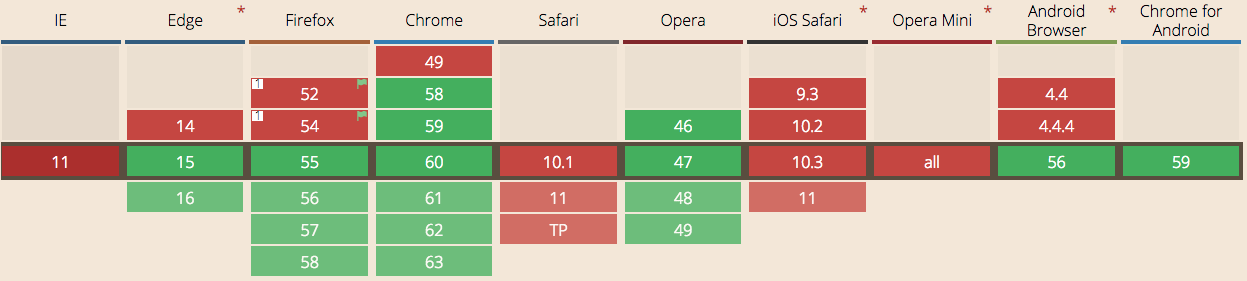 IE Edge * Firefox Chrome Safari Opera iOS Safari * Opera Mini * Android Browser * Chrome for Android
49
1 52 58 9.3 4.4
14 1 54 59 46 10.2 4.4.4
11 15 55 60 10.1 47 10.3 all 56 59
16 56 61 11 48 11
57 62 TP 49
58 63